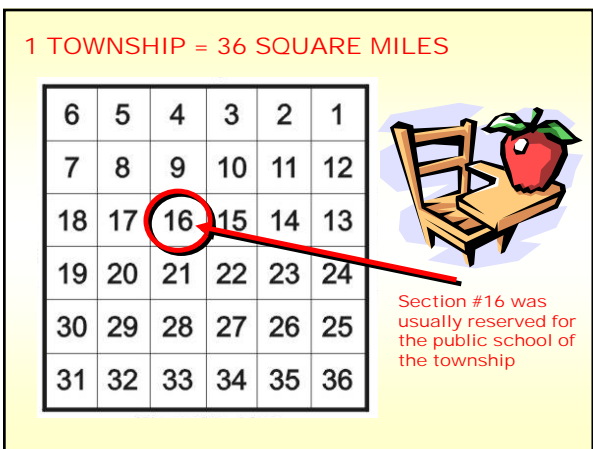 1 TOWNSHIP = 36 SQUARE MILES
6 5 4 3 2 1
7 8 9 10 11 12
18 17 16 15 14 13
19 20 21 22 23 24
30 29 28 27 26 25
31 32 33 34 35 36
Section #16 was
usually reserved for
the public school of
the township